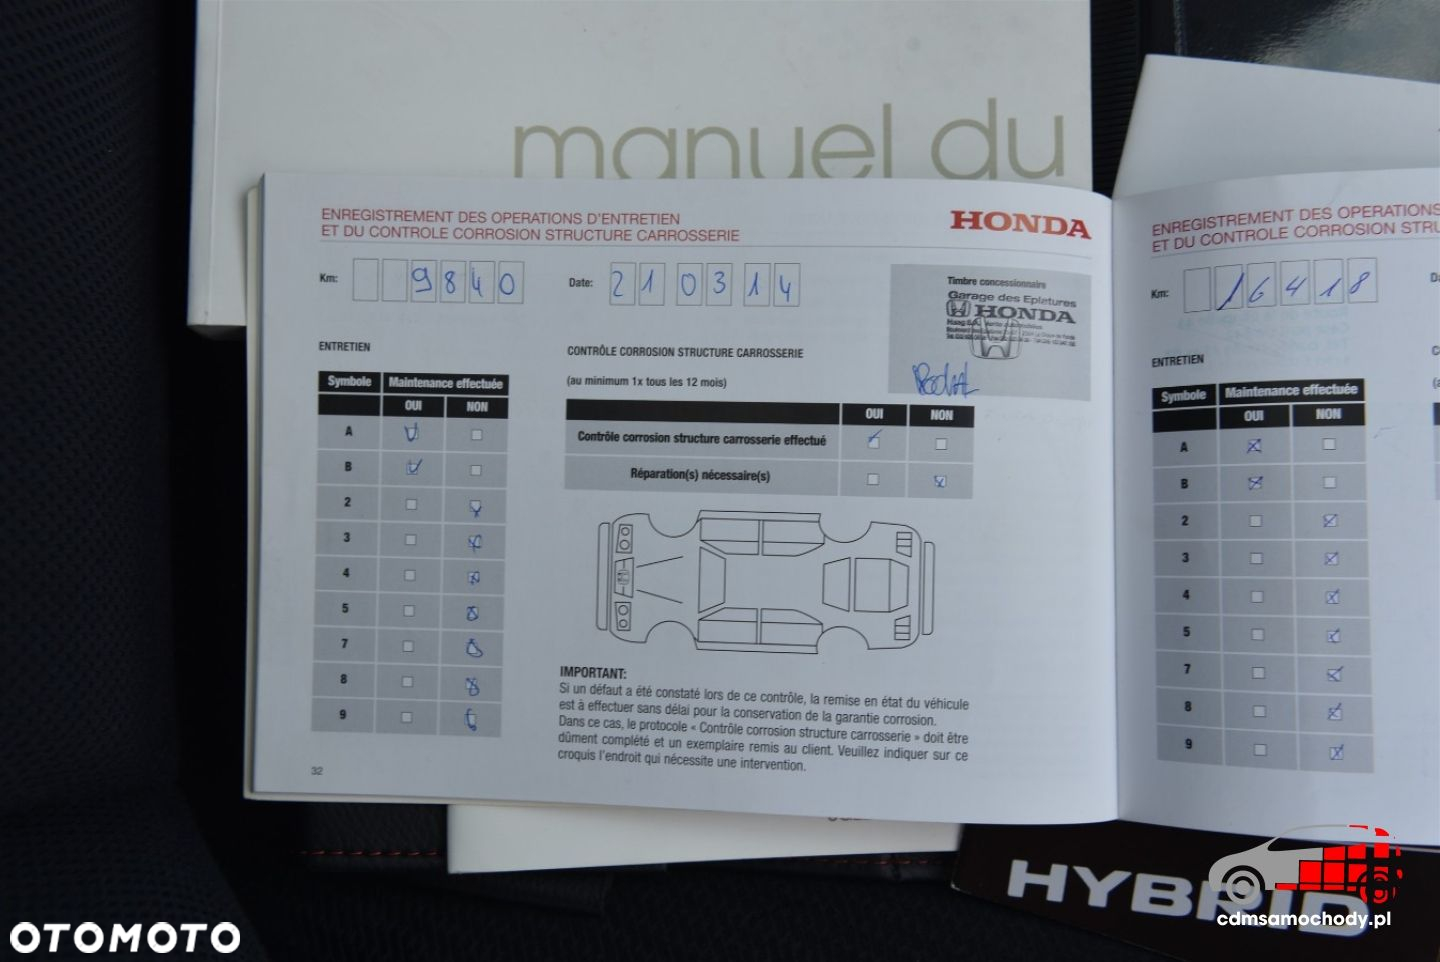 manuel du
ENREGISTREMENT DES OPERATIONS D'ENTRETIEN
ET DU CONTROLE CORROSION STRUCTURE CARROSSERIE
HONDA
Km: 9840
Date: 21 03 14
Timbre concessionnaire
Garage des Eplatures
HONDA
ENTRETIEN
Symbole Maintenance effectuée
OUI NON
A
B
2
3
4
5
7
8
9
CONTRÔLE CORROSION STRUCTURE CARROSSERIE
(au minimum 1x tous les 12 mois)
OUI NON
Contrôle corrosion structure carrosserie effectué
Réparation(s) nécessaire(s)
IMPORTANT:
Si un défaut a été constaté lors de ce contrôle, la remise en état du véhicule
est à effectuer sans délai pour la conservation de la garantie corrosion.
Dans ce cas, le protocole « Contrôle corrosion structure carrosserie » doit être
dûment complété et un exemplaire remis au client. Veuillez indiquer sur ce
croquis l'endroit qui nécessite une intervention.
32
ENREGISTREMENT DES OPERATIONS
ET DU CONTROLE CORROSION STRU
Km: 16418
ENTRETIEN
Symbole Maintenance effectuée
OUI NON
A
B
2
3
4
5
7
8
9
HYBRID
cdmsamochody.pl
OTOMOTO